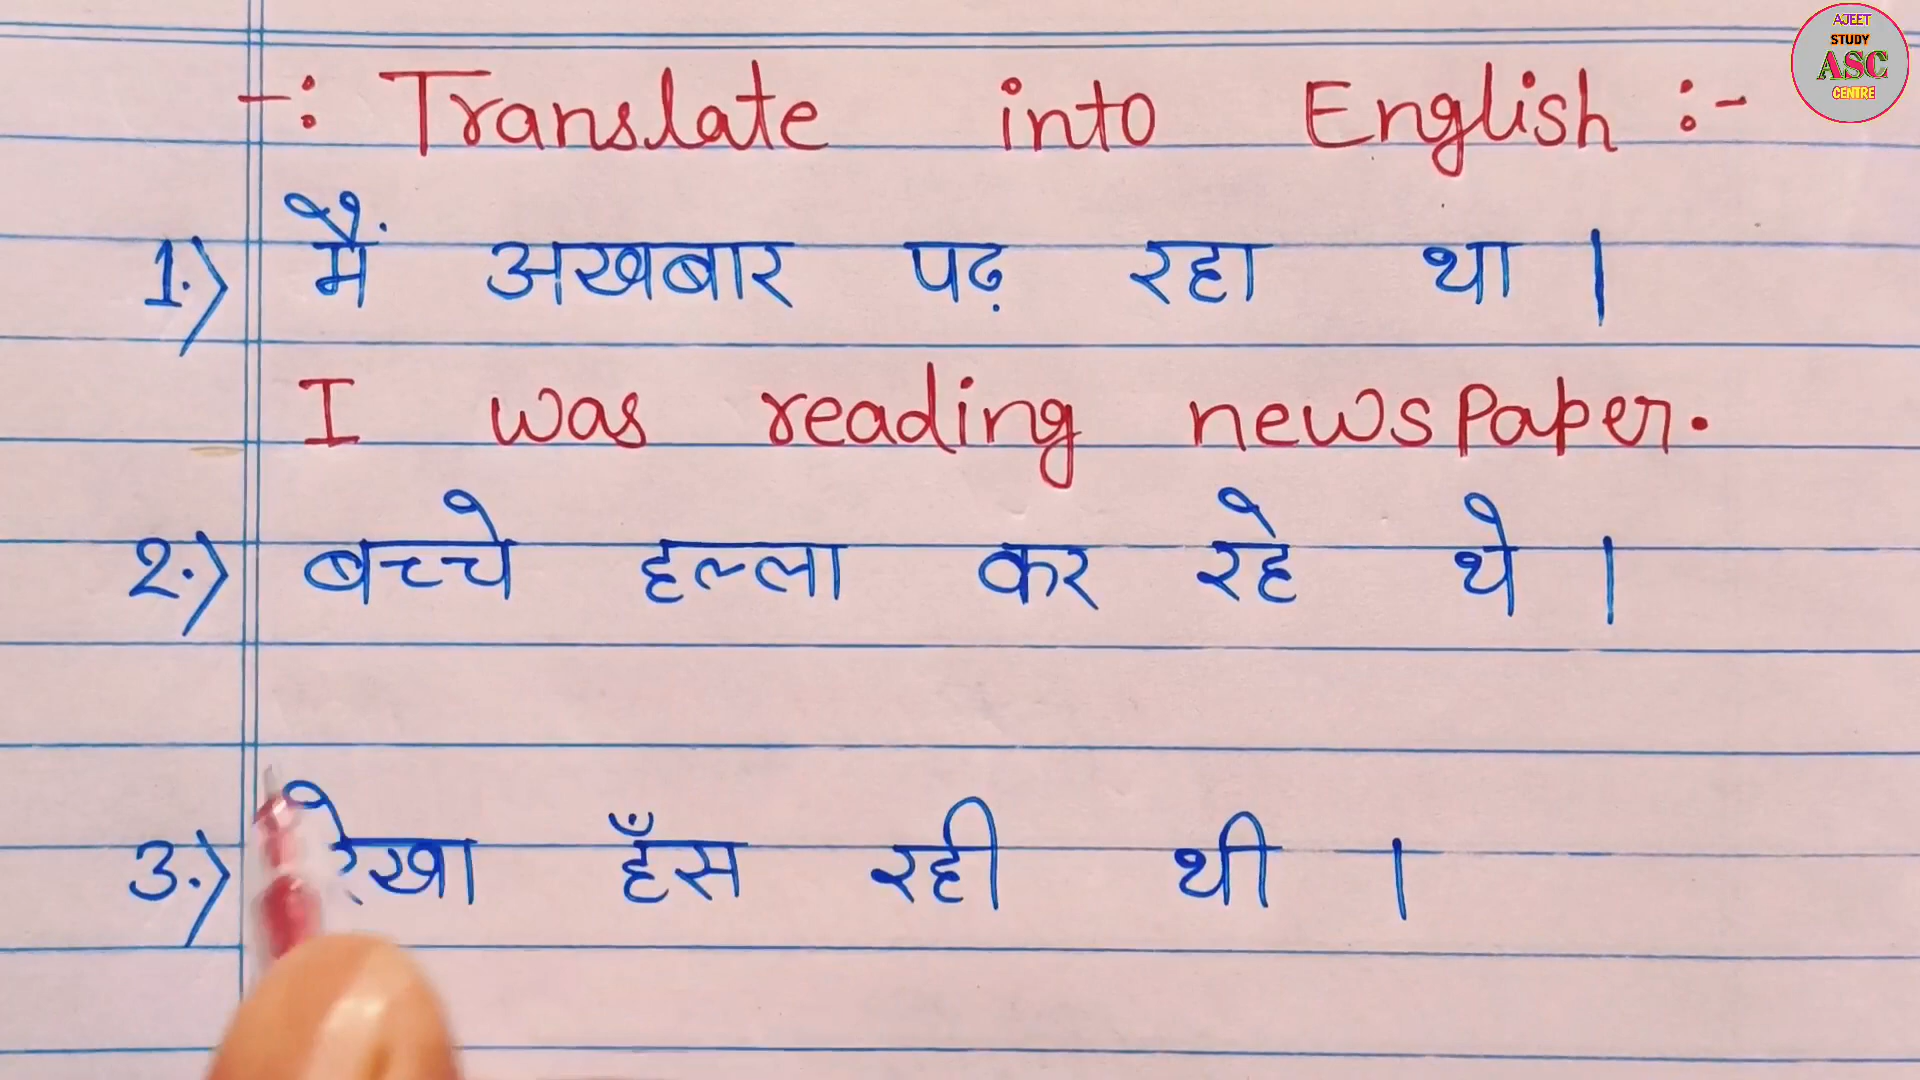 AJEET
STUDY
ASC
CENTRE
-: Translate into English :-
1.) मैं अखबार पढ़ रहा था |
I was reading newspaper.
2.) बच्चे हल्ला कर रहे थे |
3.) रेखा हँस रही थी |